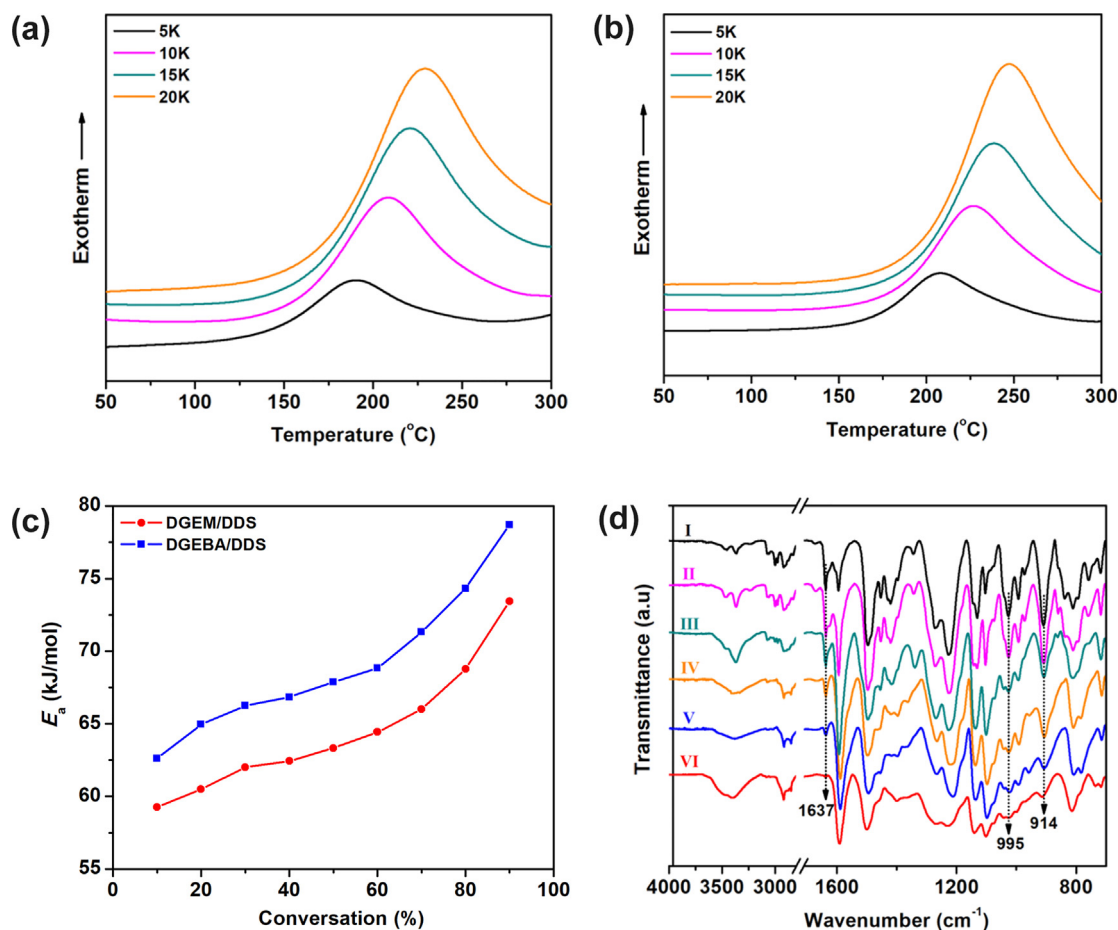 (a)
5K
10K
15K
20K
Exotherm
50 100 150 200 250 300
Temperature (°C)
(b)
5K
10K
15K
20K
Exotherm
50 100 150 200 250 300
Temperature (°C)
(c)
DGEM/DDS
DGEBA/DDS
80
75
70
65
60
55
Ea (kJ/mol)
0 20 40 60 80 100
Conversation (%)
(d)
I
II
III
IV
V
VI
1637
995
914
Transmittance (a.u)
4000 3500 3000 1600 1200 800
Wavenumber (cm⁻¹)